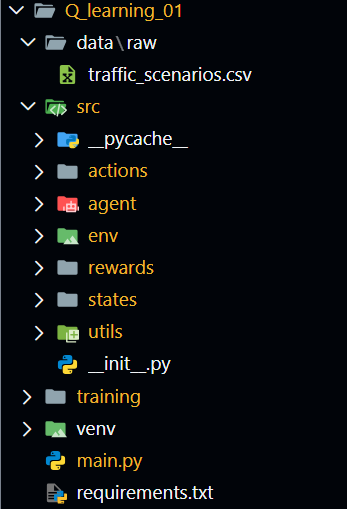 Q_learning_01
data\raw
traffic_scenarios.csv
src
__pycache__
actions
agent
env
rewards
states
utils
__init__.py
training
venv
main.py
requirements.txt